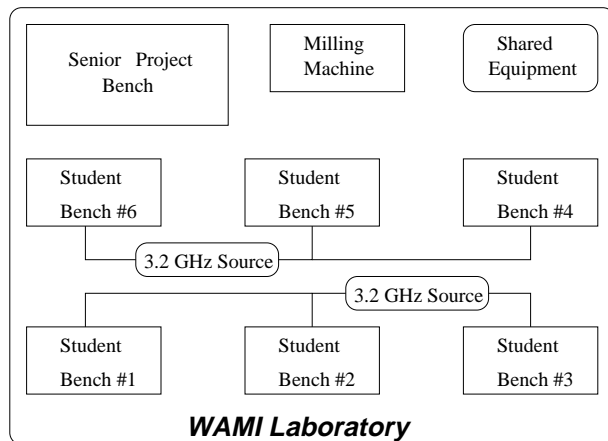 Senior Project
Bench
Milling
Machine
Shared
Equipment
Student
Bench #6
Student
Bench #5
Student
Bench #4
3.2 GHz Source
3.2 GHz Source
Student
Bench #1
Student
Bench #2
Student
Bench #3
WAMI Laboratory